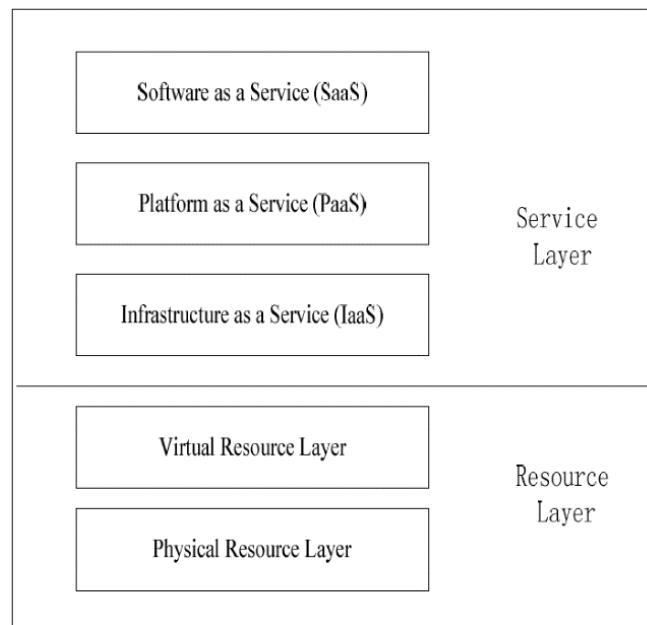 Software as a Service (SaaS)
Platform as a Service (PaaS)
Service
Layer
Infrastructure as a Service (IaaS)
Virtual Resource Layer
Resource
Layer
Physical Resource Layer